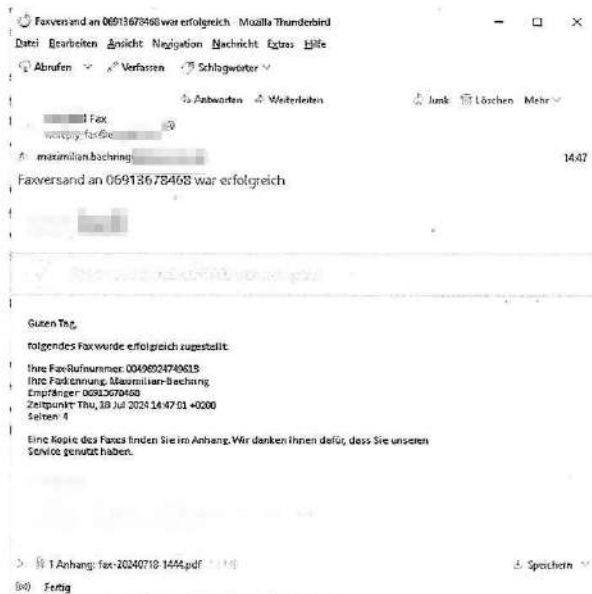 Faxversand an 06913678468 war erfolgreich - Mozilla Thunderbird
Datei Bearbeiten Ansicht Navigation Nachricht Extras Hilfe
Abrufen Verfassen Schlagwörter
Antworten Weiterleiten Junk Löschen Mehr
Fax
maximilian.baehring 14:47
Faxversand an 06913678468 war erfolgreich
Guten Tag,
folgendes Fax wurde erfolgreich zugestellt:
Ihre Fax-Rufnummer: 00496924749613
Ihre Faxkennung: Maximilian-Baehring
Empfänger: 06913678468
Zeitpunkt: Thu, 18 Jul 2024 14:47:01 +0200
Seiten: 4
Eine Kopie des Faxes finden Sie im Anhang. Wir danken Ihnen dafür, dass Sie unseren
Service genutzt haben.
1 Anhang: fax-20240718-1444.pdf Speichern
Fertig